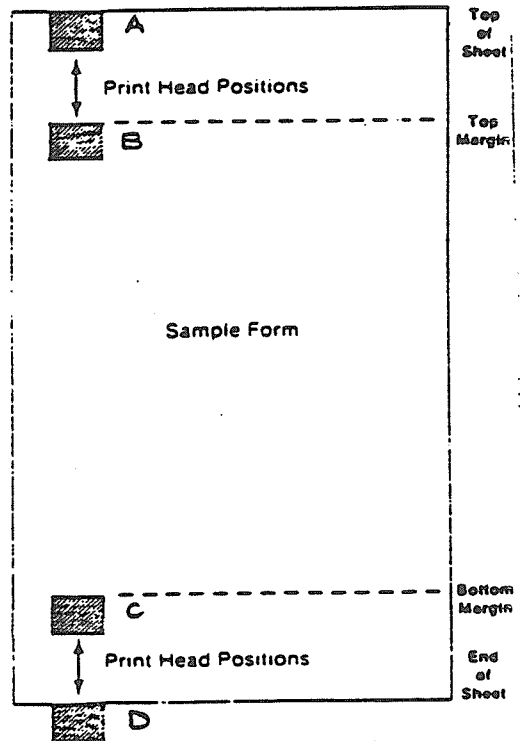 A
Top
of
Sheet
Print Head Positions
Top
Margin
B
Sample Form
Bottom
Margin
C
Print Head Positions
End
of
Sheet
D